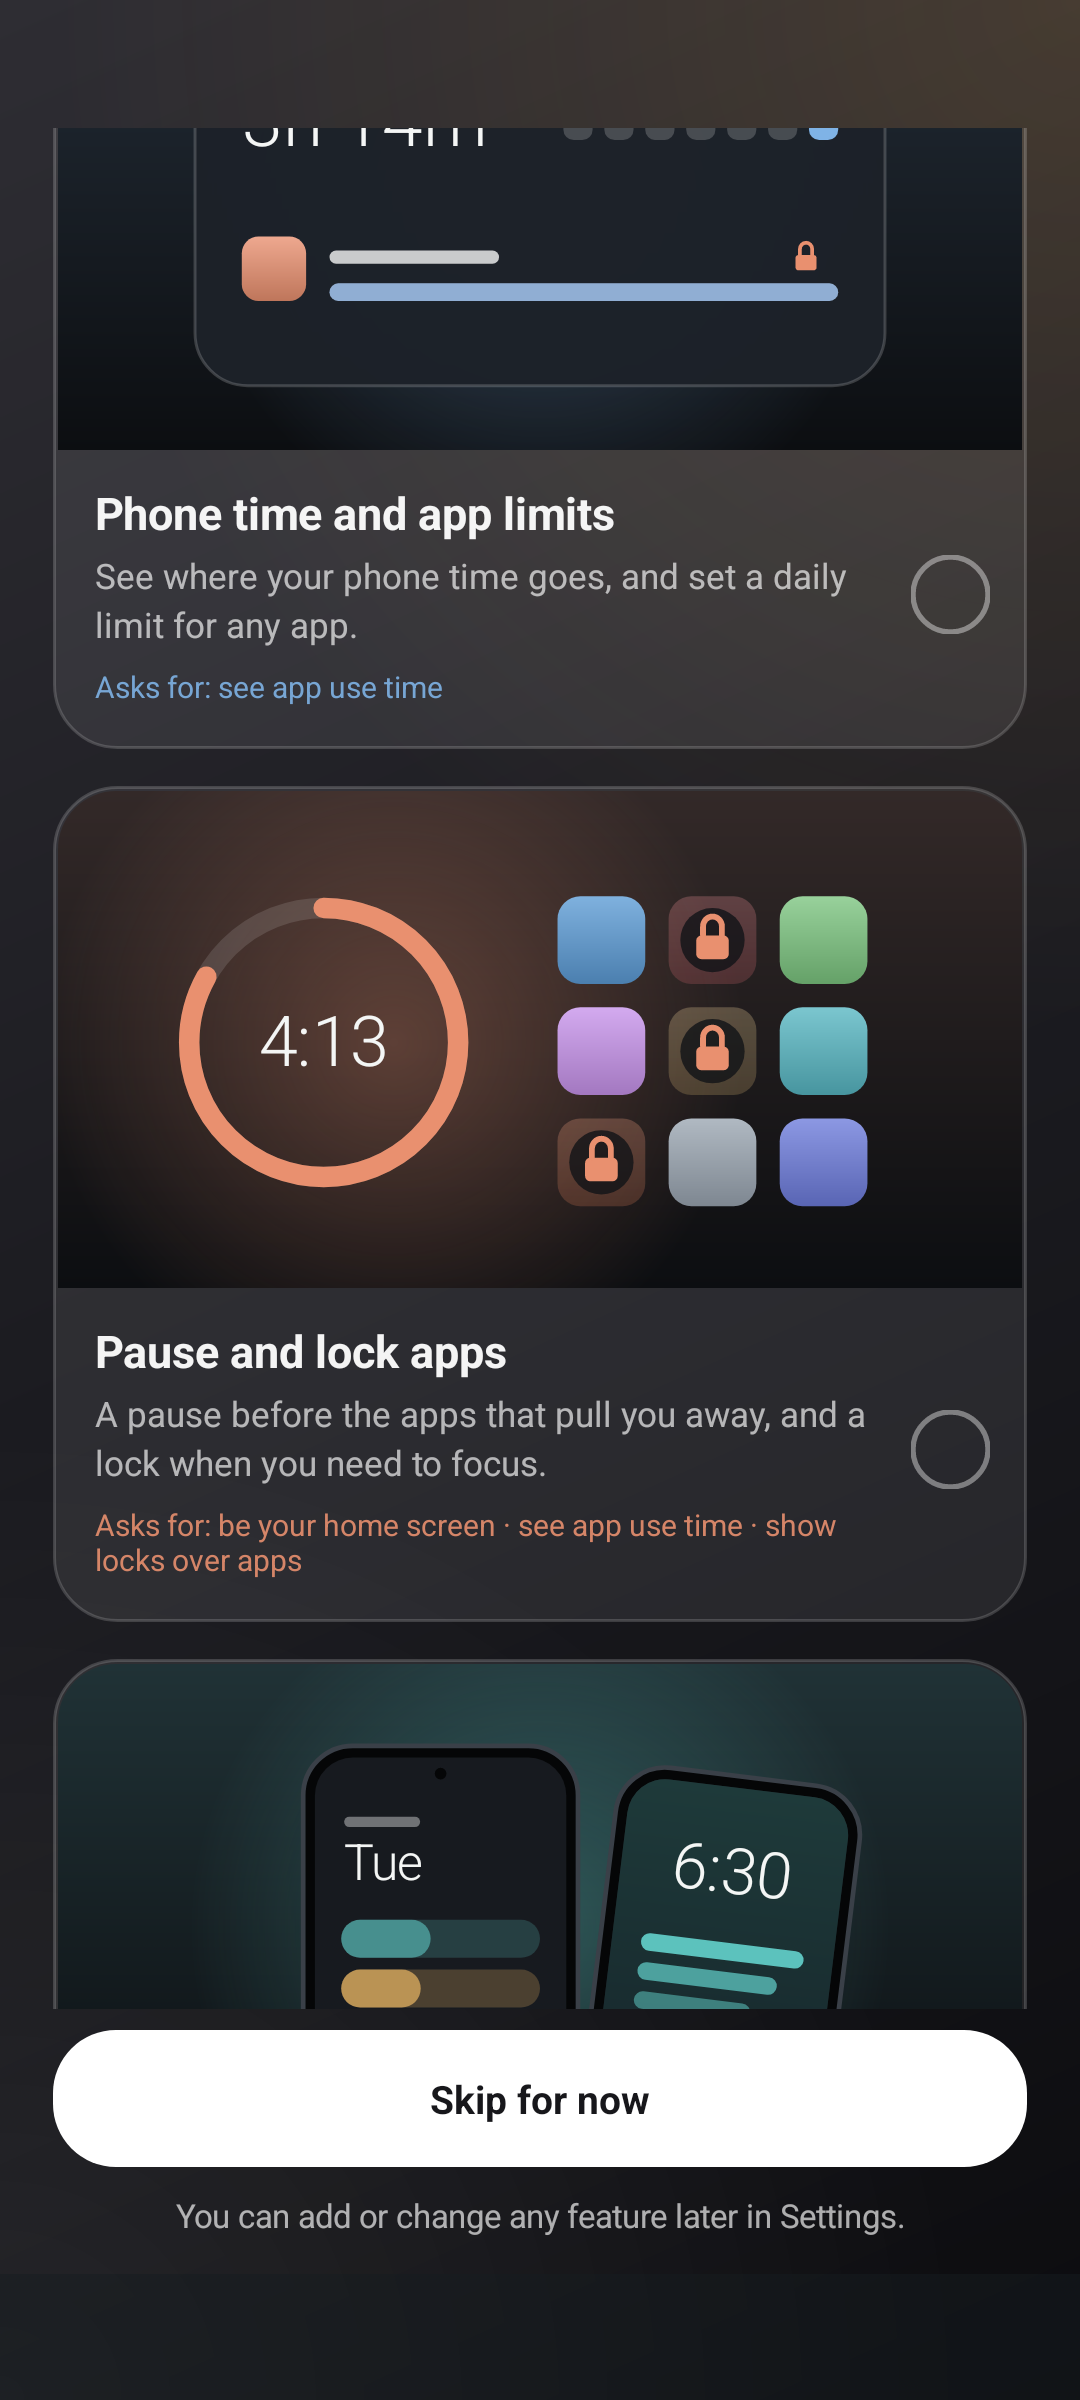 Phone time and app limits
See where your phone time goes, and set a daily
limit for any app.
Asks for: see app use time
4:13
Pause and lock apps
A pause before the apps that pull you away, and a
lock when you need to focus.
Asks for: be your home screen · see app use time · show
locks over apps
Tue
6:30
Skip for now
You can add or change any feature later in Settings.